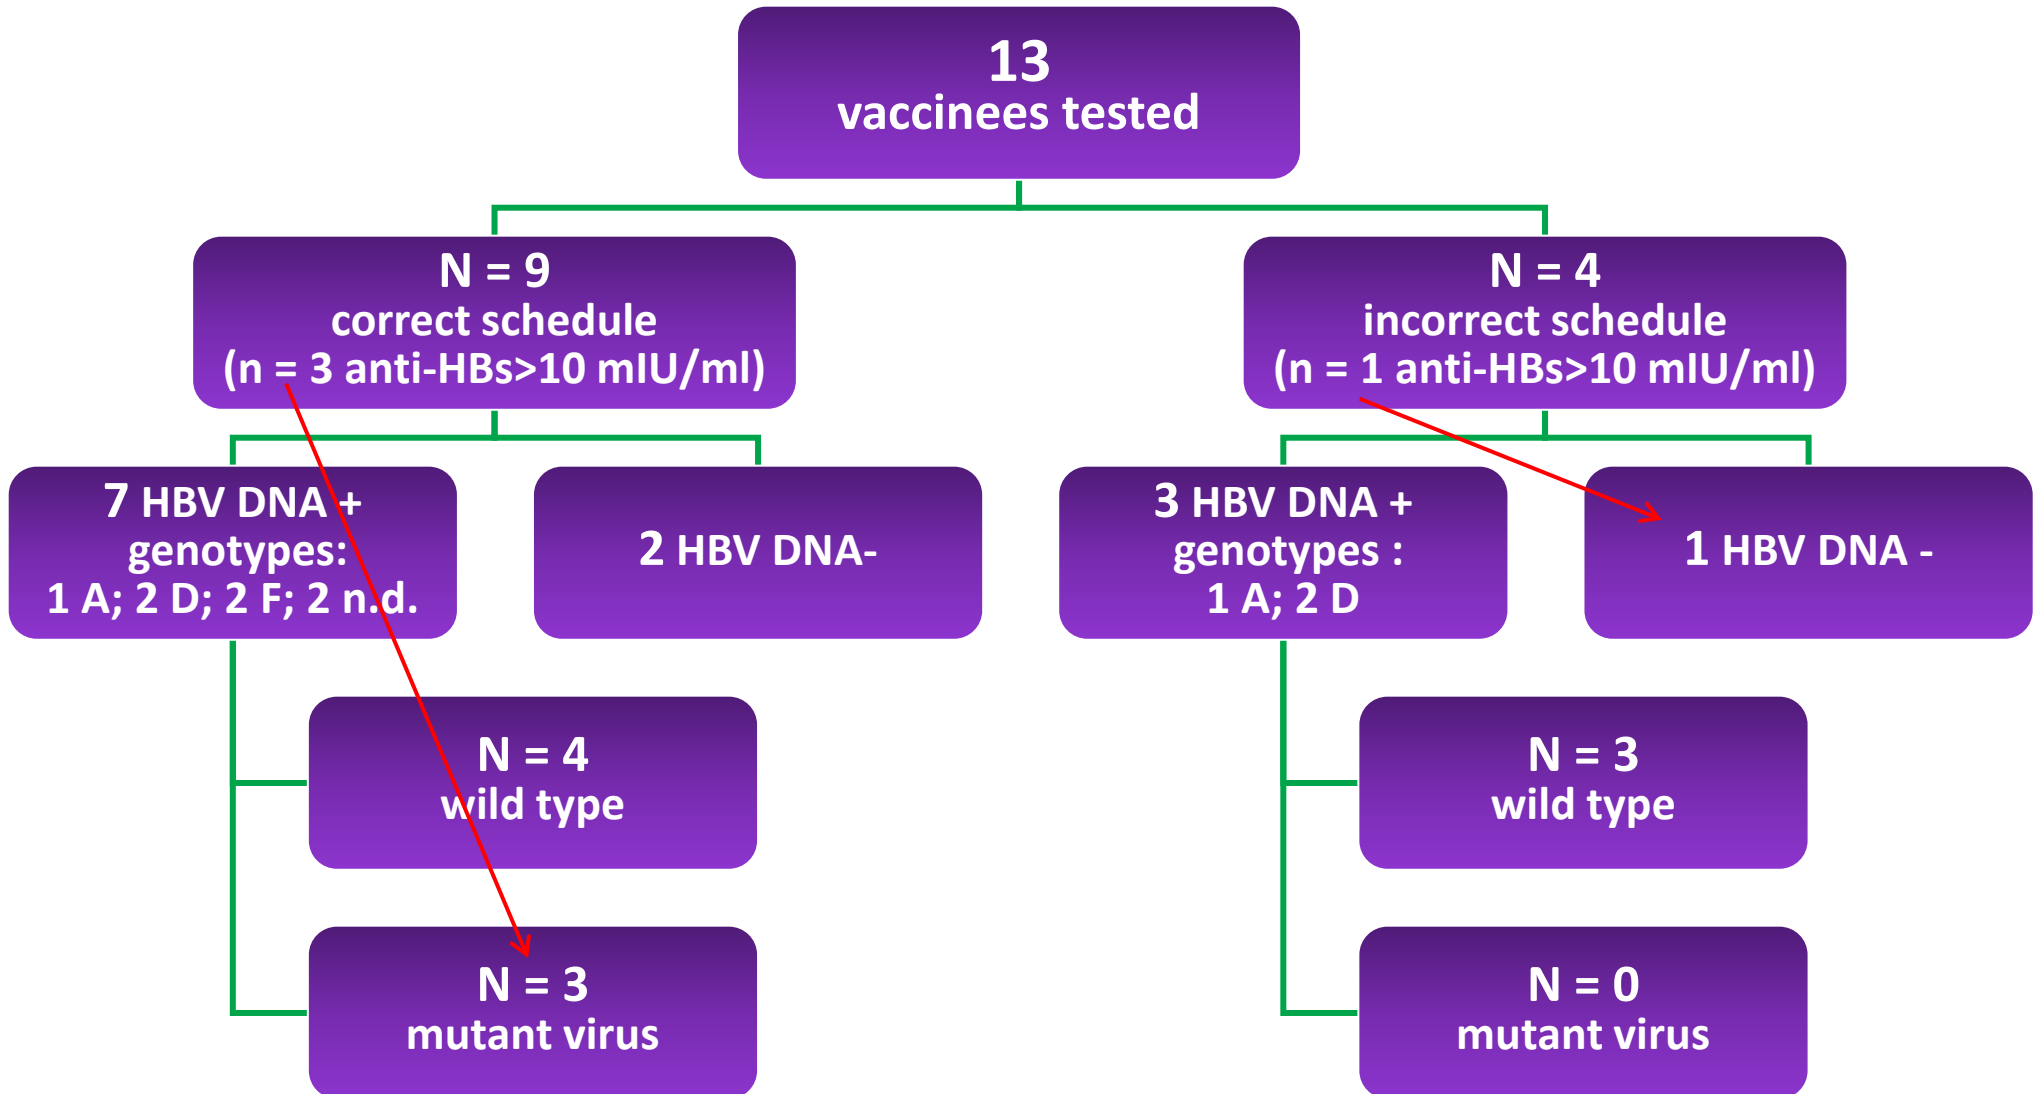 13
vaccinees tested
N = 9
correct schedule
(n = 3 anti-HBs>10 mIU/ml)
N = 4
incorrect schedule
(n = 1 anti-HBs>10 mIU/ml)
7 HBV DNA +
genotypes:
1 A; 2 D; 2 F; 2 n.d.
2 HBV DNA-
3 HBV DNA +
genotypes :
1 A; 2 D
1 HBV DNA -
N = 4
wild type
N = 3
wild type
N = 3
mutant virus
N = 0
mutant virus